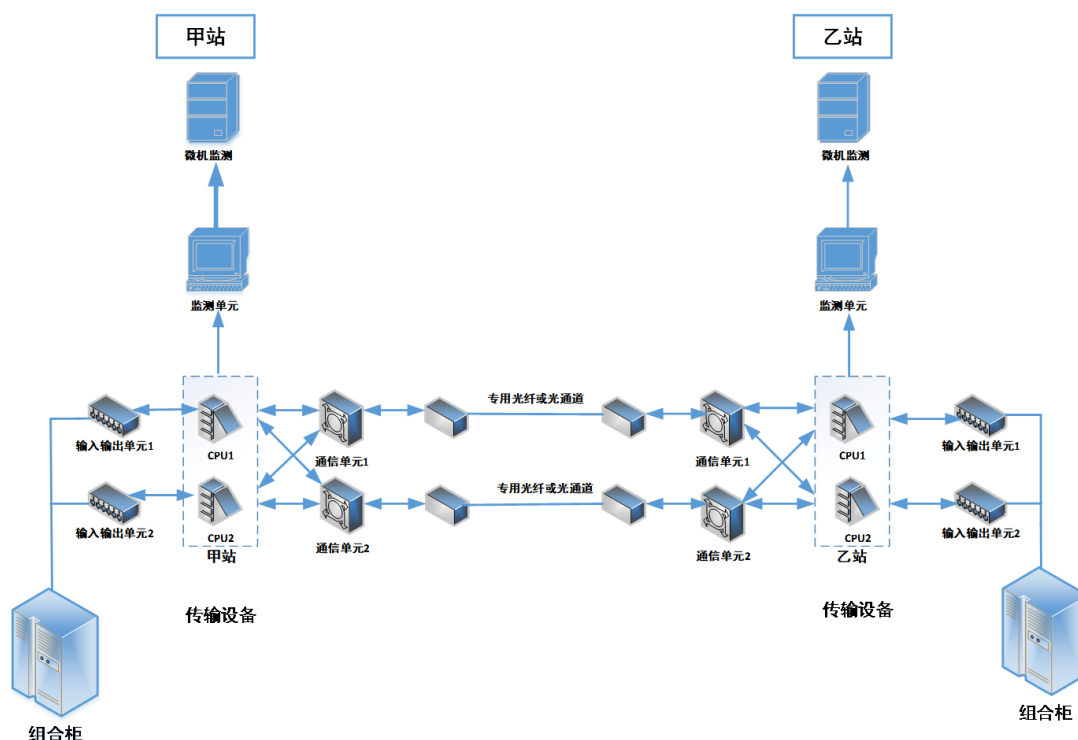 甲站
乙站
微机监测
微机监测
监测单元
监测单元
专用光纤或光通道
输入输出单元1
CPU1
通信单元1
通信单元1
CPU1
输入输出单元1
专用光纤或光通道
输入输出单元2
CPU2
通信单元2
通信单元2
CPU2
输入输出单元2
甲站
乙站
传输设备
传输设备
组合柜
组合柜